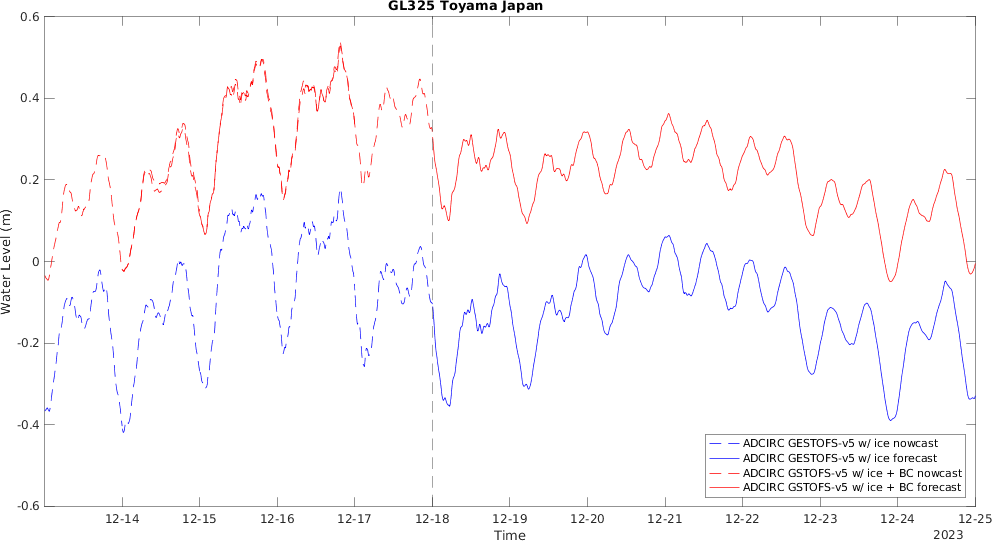 GL325 Toyama Japan
0.6
0.4
0.2
0
-0.2
-0.4
-0.6
Water Level (m)
12-14
12-15
12-16
12-17
12-18
12-19
12-20
12-21
12-22
12-23
12-24
12-25
Time
2023
ADCIRC GESTOFS-v5 w/ ice nowcast
ADCIRC GESTOFS-v5 w/ ice forecast
ADCIRC GSTOFS-v5 w/ ice + BC nowcast
ADCIRC GSTOFS-v5 w/ ice + BC forecast